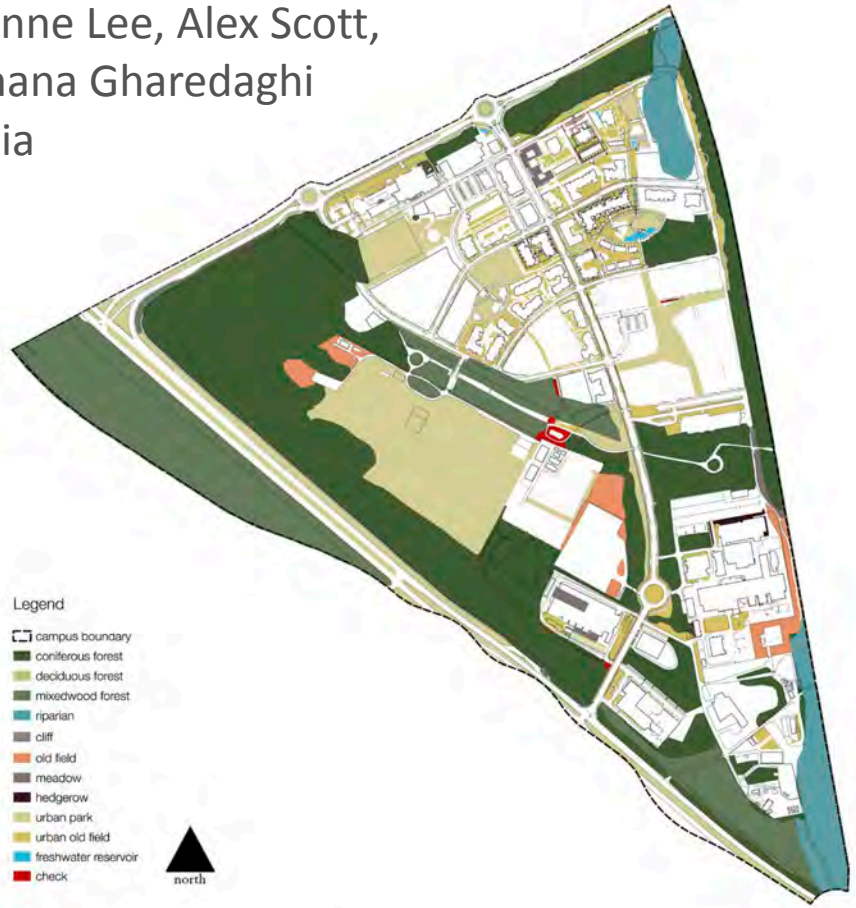 nne Lee, Alex Scott,
nana Gharedaghi
ia
Legend
campus boundary
coniferous forest
deciduous forest
mixedwood forest
riparian
cliff
old field
meadow
hedgerow
urban park
urban old field
freshwater reservoir
check
north